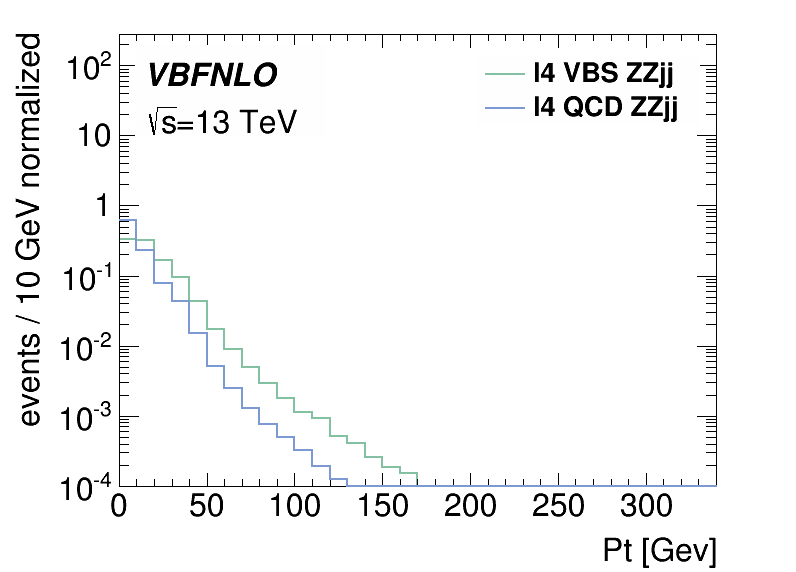 events / 10 GeV normalized
VBFNLO
√s=13 TeV
l4 VBS ZZjj
l4 QCD ZZjj
10²
10
1
10⁻¹
10⁻²
10⁻³
10⁻⁴
0 50 100 150 200 250 300
Pt [Gev]